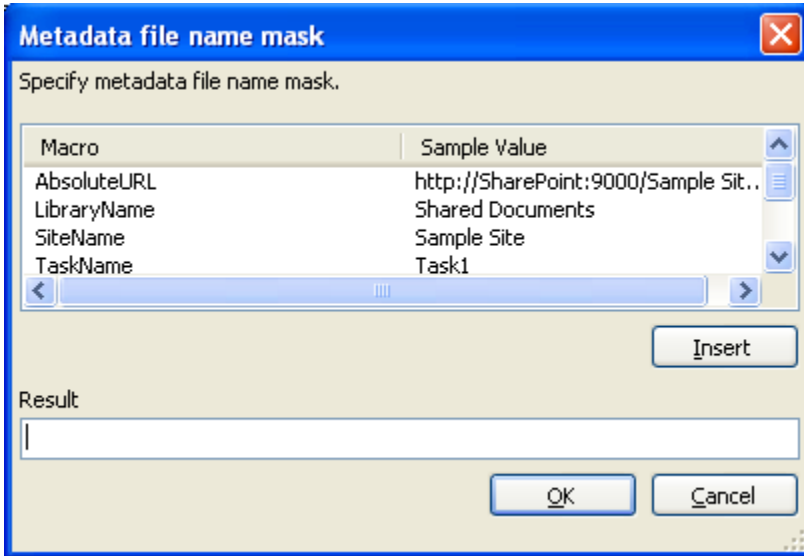 Metadata file name mask
Specify metadata file name mask.
Macro Sample Value
AbsoluteURL http://SharePoint:9000/Sample Sit..
LibraryName Shared Documents
SiteName Sample Site
TaskName Task1
Insert
Result
OK Cancel